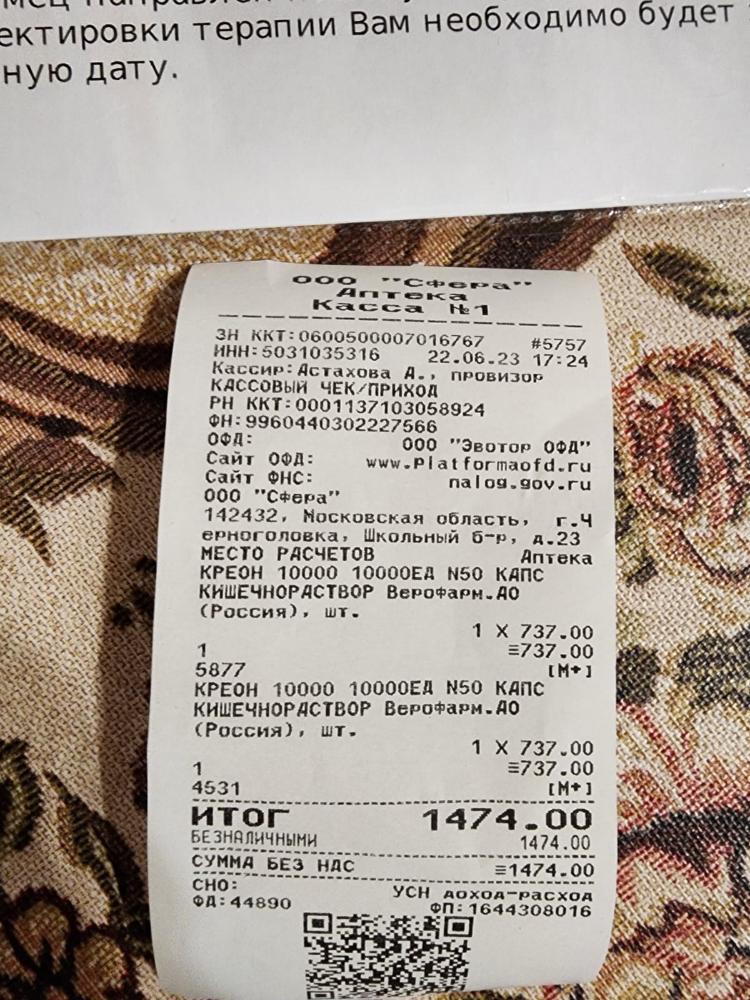 ектировки терапии Вам необходимо будет
ную дату.
ООО "Сфера"
Аптека
Касса №1
ЗН ККТ:0600500007016767 #5757
ИНН:5031035316 22.06.23 17:24
Кассир:Астахова А., провизор
КАССОВЫЙ ЧЕК/ПРИХОД
РН ККТ:0001137103058924
ФН:9960440302227566
ОФД: ООО "Эвотор ОФД"
Сайт ОФД: www.Platformaofd.ru
Сайт ФНС: nalog.gov.ru
ООО "Сфера"
142432, Московская область, г.Ч
ерноголовка, Школьный б-р, д.23
МЕСТО РАСЧЕТОВ Аптека
КРЕОН 10000 10000ЕД N50 КАПС
КИШЕЧНОРАСТВОР Верофарм.АО
(Россия), шт.
1 X 737.00
1 ≡737.00
5877 [М+]
КРЕОН 10000 10000ЕД N50 КАПС
КИШЕЧНОРАСТВОР Верофарм.АО
(Россия), шт.
1 X 737.00
1 ≡737.00
4531 [М+]
ИТОГ 1474.00
БЕЗНАЛИЧНЫМИ 1474.00
СУММА БЕЗ НДС ≡1474.00
СНО: УСН доход-расход
ФД:44890 ФП:1644308016